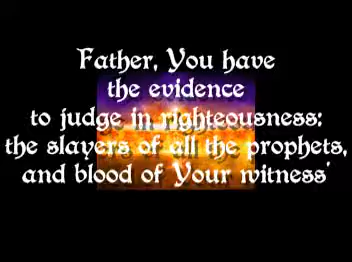 Father, You have
the evidence
to judge in righteousness;
the slayers of all the prophets,
and blood of Your witness'